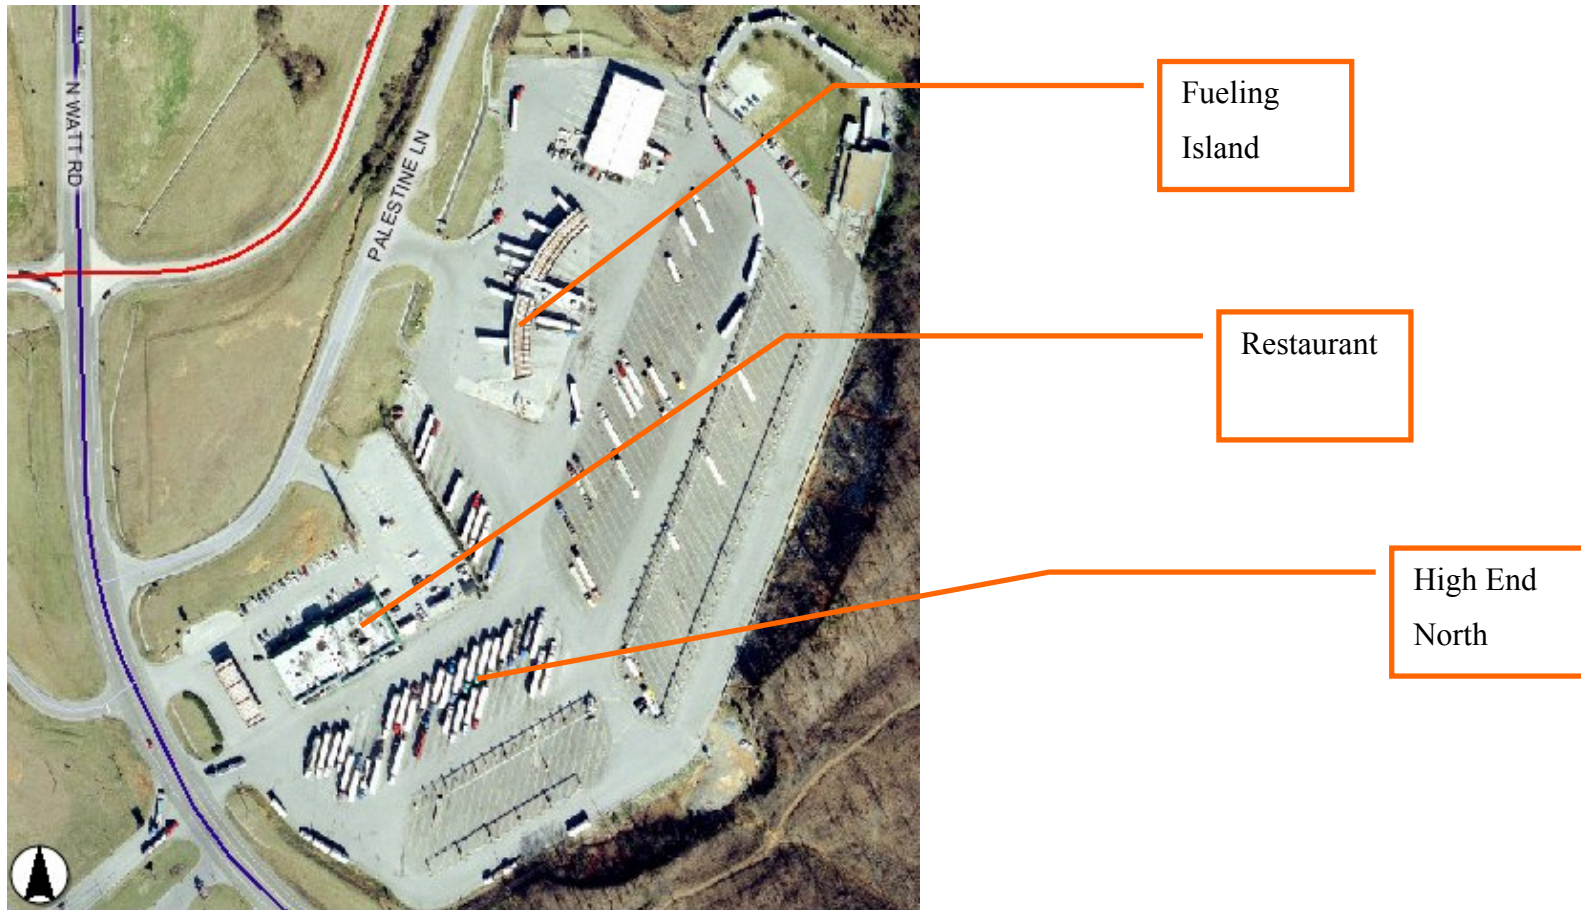 N WATT RD
PALESTINE LN
Fueling
Island
Restaurant
High End
North